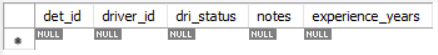 det_id driver_id dri_status notes experience_years
NULL NULL NULL NULL NULL